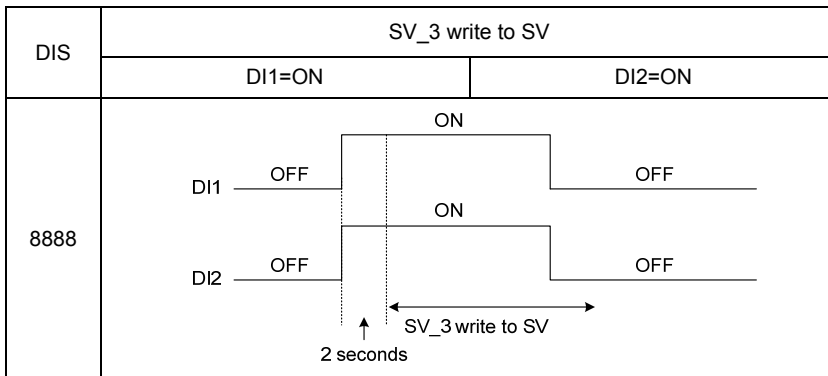 DIS
SV_3 write to SV
DI1=ON
DI2=ON
8888
ON
DI1
OFF
OFF
ON
DI2
OFF
OFF
SV_3 write to SV
2 seconds